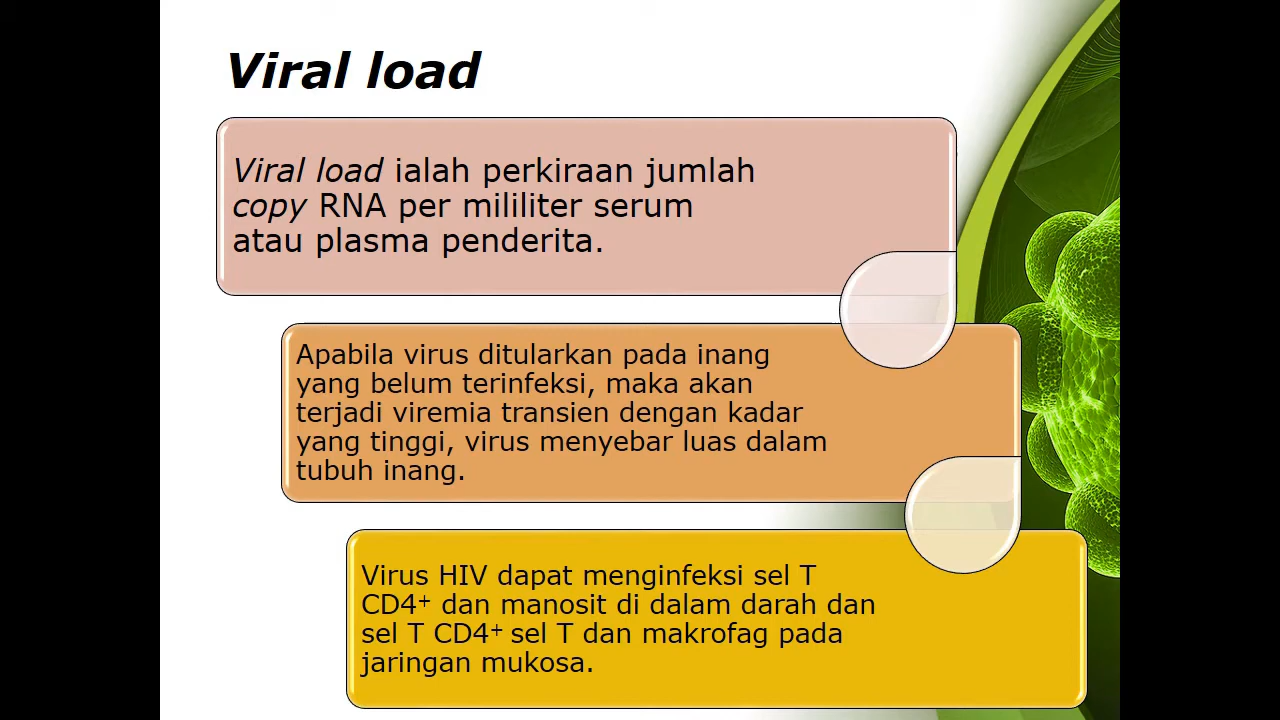 Viral load
Viral load ialah perkiraan jumlah
copy RNA per mililiter serum
atau plasma penderita.
Apabila virus ditularkan pada inang
yang belum terinfeksi, maka akan
terjadi viremia transien dengan kadar
yang tinggi, virus menyebar luas dalam
tubuh inang.
Virus HIV dapat menginfeksi sel T
CD4⁺ dan manosit di dalam darah dan
sel T CD4⁺ sel T dan makrofag pada
jaringan mukosa.